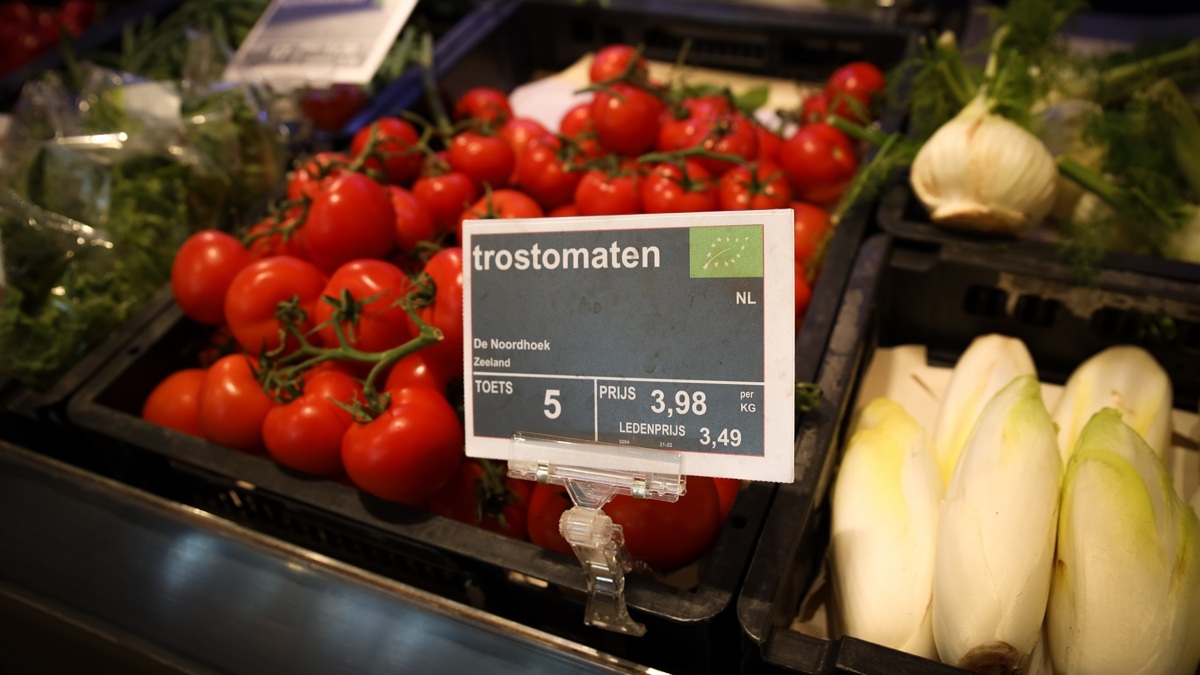 trostomaten
NL
De Noordhoek
Zeeland
TOETS 5
PRIJS 3,98 per KG
LEDENPRIJS 3,49